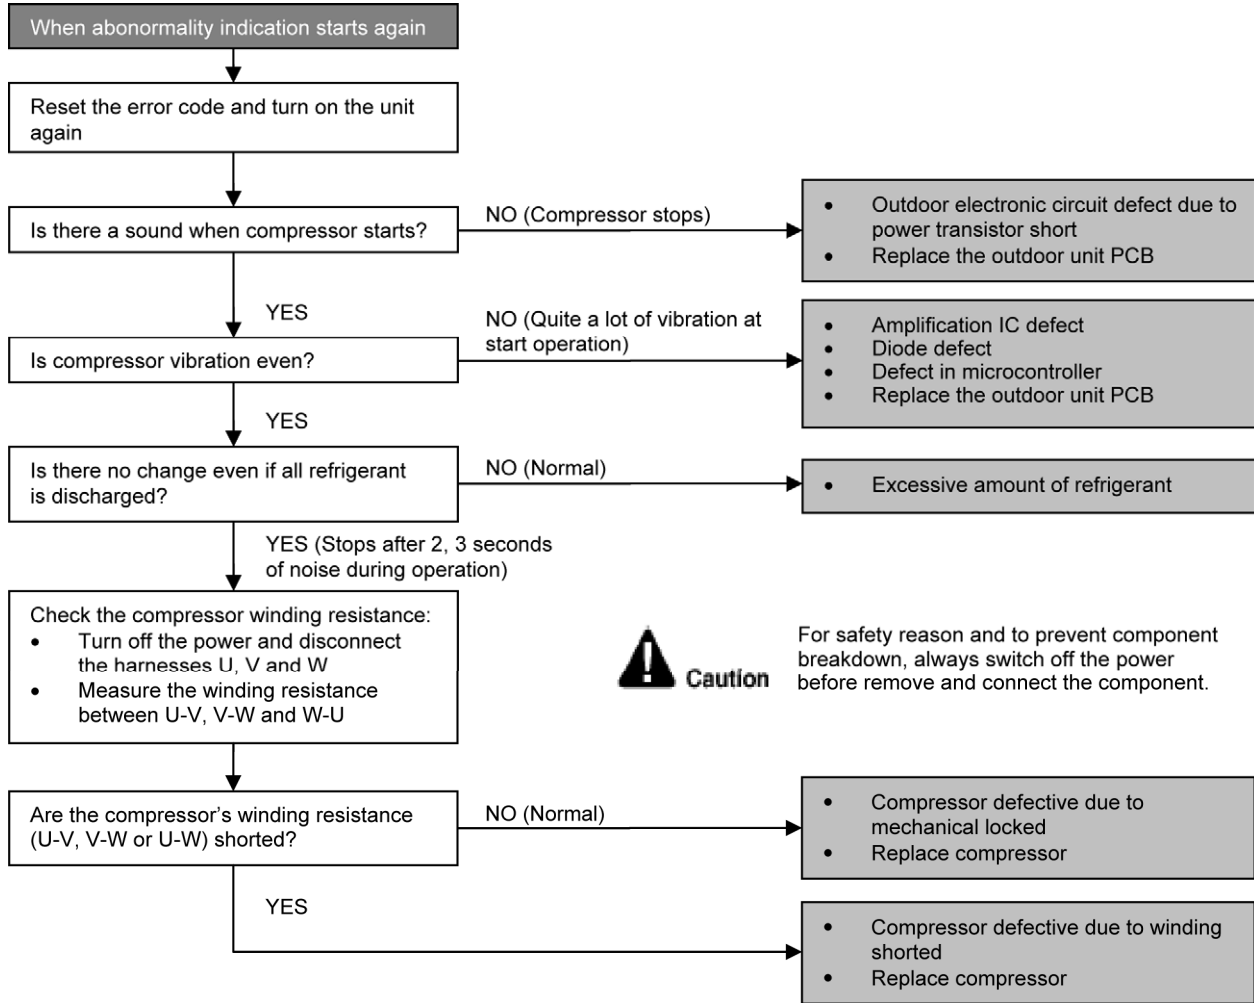 When abonormality indication starts again
Reset the error code and turn on the unit
again
Is there a sound when compressor starts?
NO (Compressor stops)
• Outdoor electronic circuit defect due to
power transistor short
• Replace the outdoor unit PCB
YES
Is compressor vibration even?
NO (Quite a lot of vibration at
start operation)
• Amplification IC defect
• Diode defect
• Defect in microcontroller
• Replace the outdoor unit PCB
YES
Is there no change even if all refrigerant
is discharged?
NO (Normal)
• Excessive amount of refrigerant
YES (Stops after 2, 3 seconds
of noise during operation)
Check the compressor winding resistance:
• Turn off the power and disconnect
the harnesses U, V and W
• Measure the winding resistance
between U-V, V-W and W-U
Caution
For safety reason and to prevent component
breakdown, always switch off the power
before remove and connect the component.
Are the compressor’s winding resistance
(U-V, V-W or U-W) shorted?
NO (Normal)
• Compressor defective due to
mechanical locked
• Replace compressor
YES
• Compressor defective due to winding
shorted
• Replace compressor